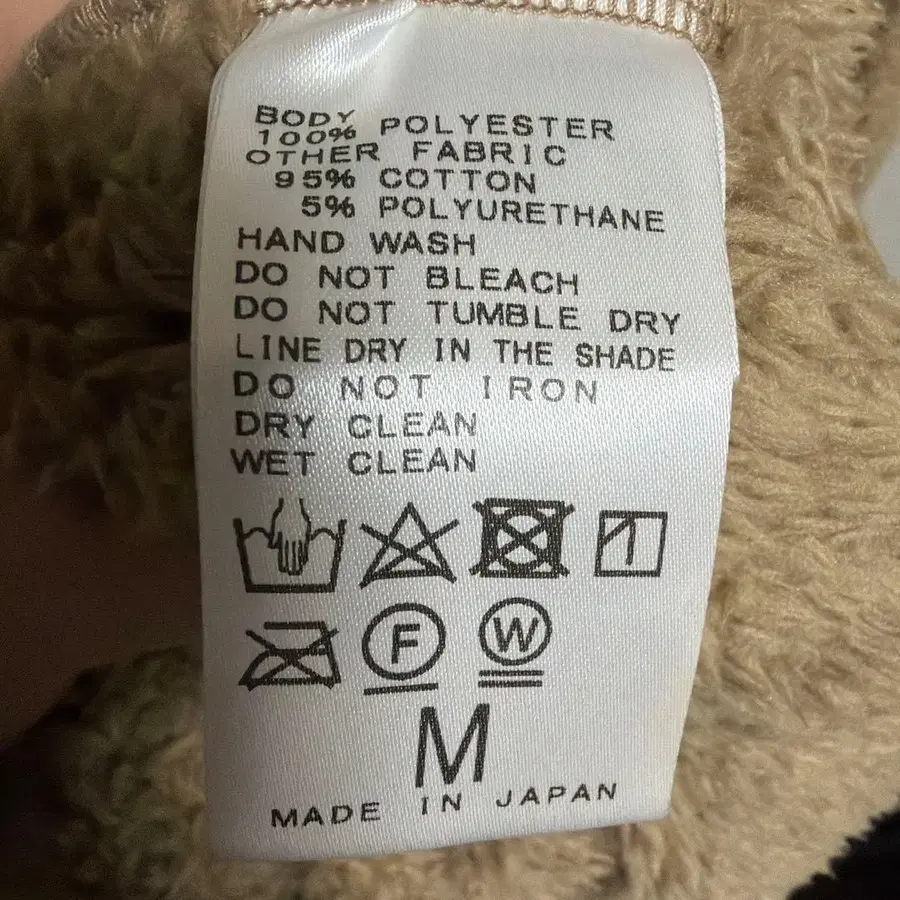 BODY
100% POLYESTER
OTHER FABRIC
95% COTTON
5% POLYURETHANE
HAND WASH
DO NOT BLEACH
DO NOT TUMBLE DRY
LINE DRY IN THE SHADE
DO NOT IRON
DRY CLEAN
WET CLEAN
F W
M
MADE IN JAPAN